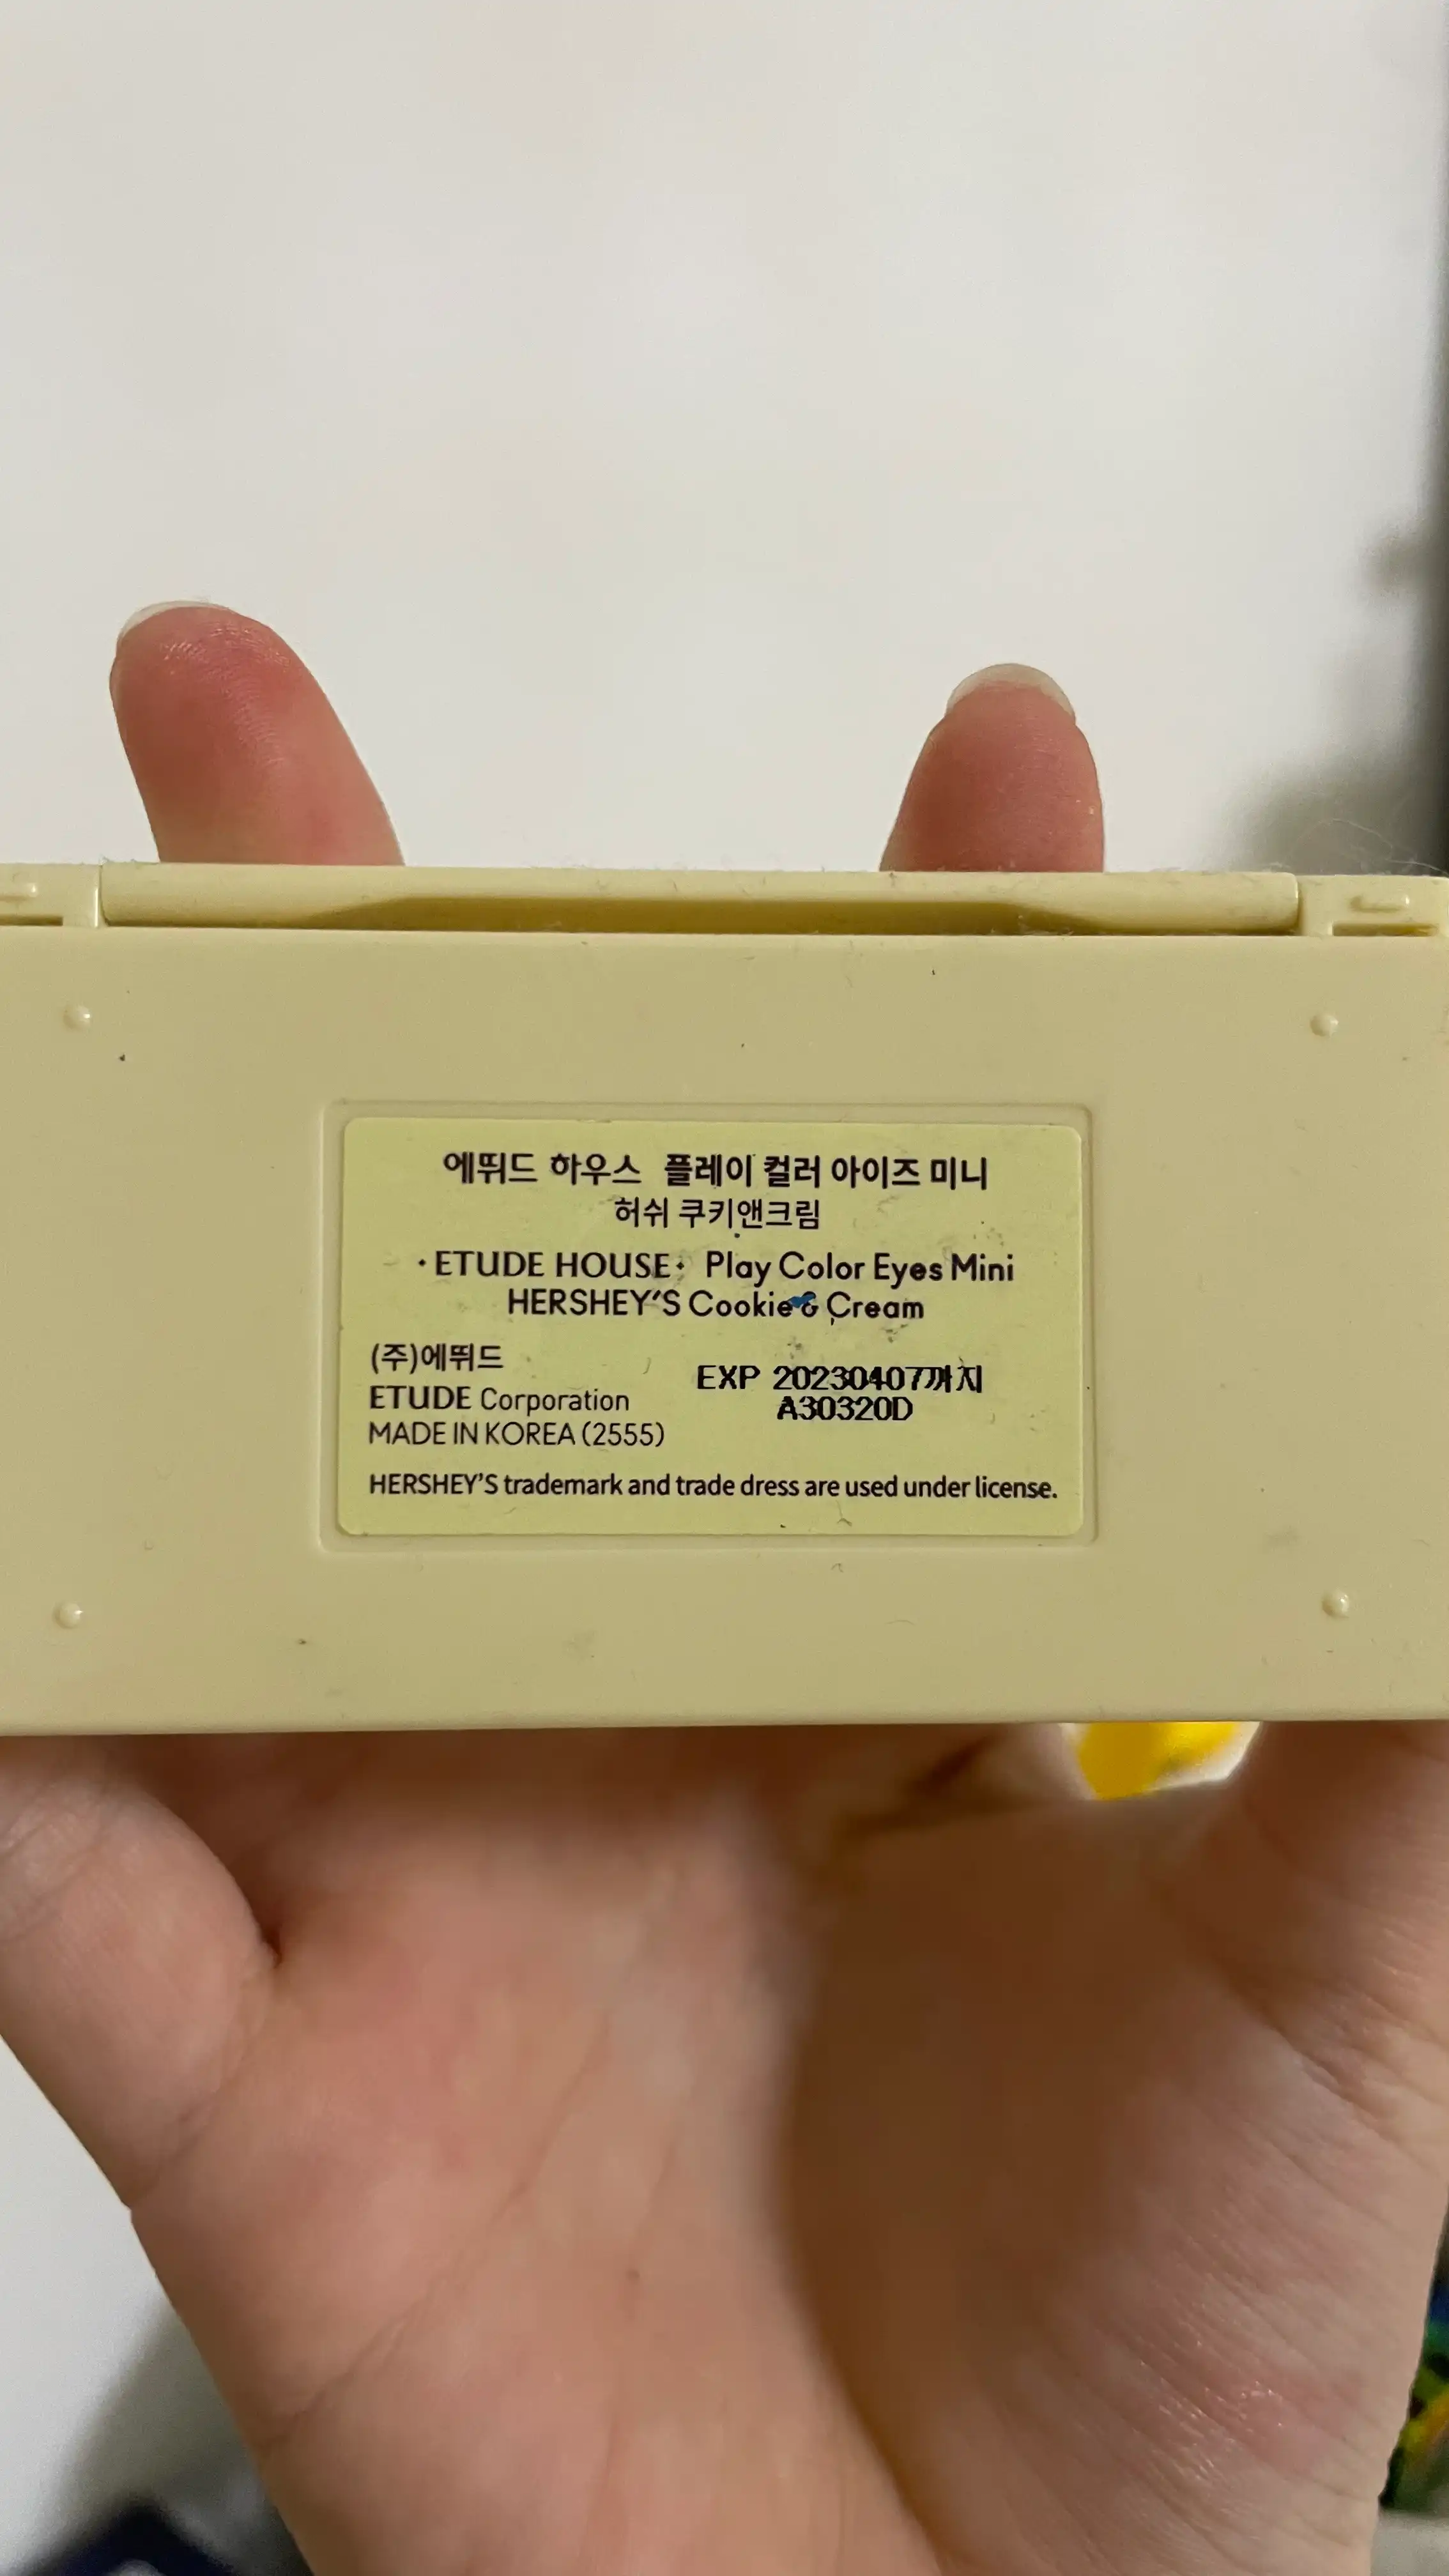 에뛰드 하우스 플레이 컬러 아이즈 미니
허쉬 쿠키앤크림
·ETUDE HOUSE· Play Color Eyes Mini
HERSHEY'S Cookie & Cream
(주)에뛰드
ETUDE Corporation
MADE IN KOREA (2555)
EXP 20230407까지
A30320D
HERSHEY'S trademark and trade dress are used under license.